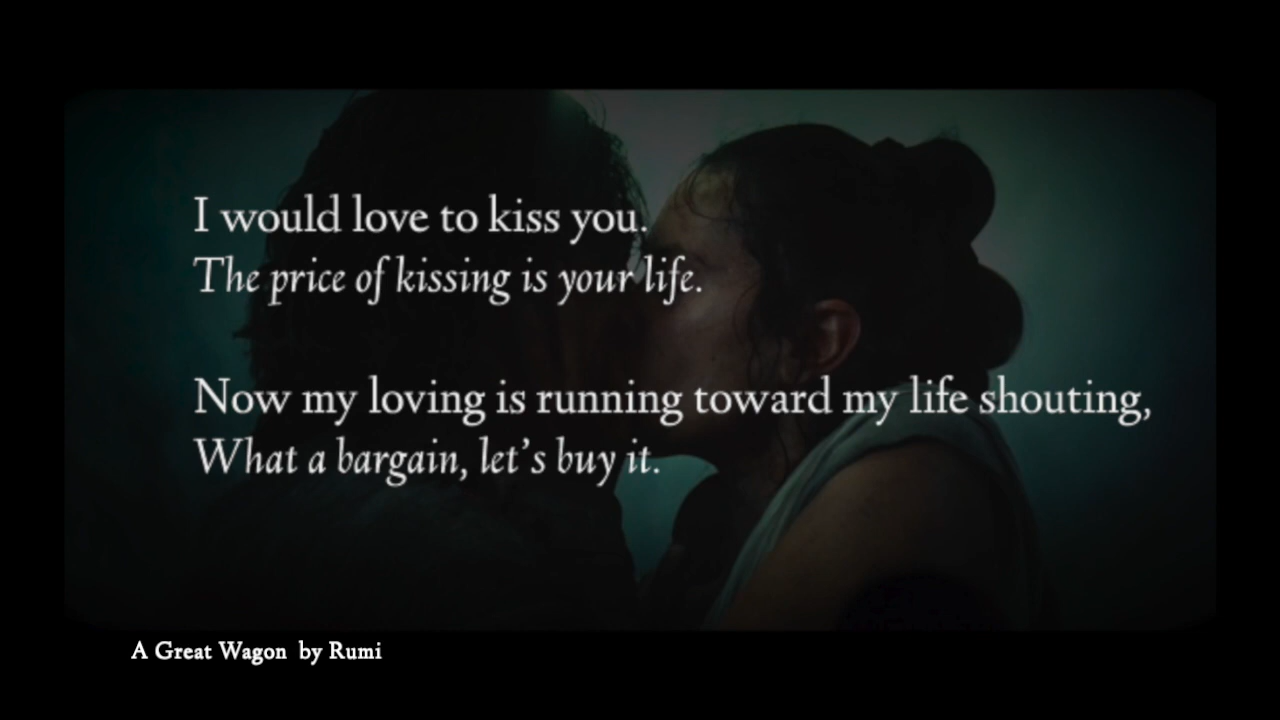 I would love to kiss you.
The price of kissing is your life.
Now my loving is running toward my life shouting,
What a bargain, let's buy it.
A Great Wagon by Rumi